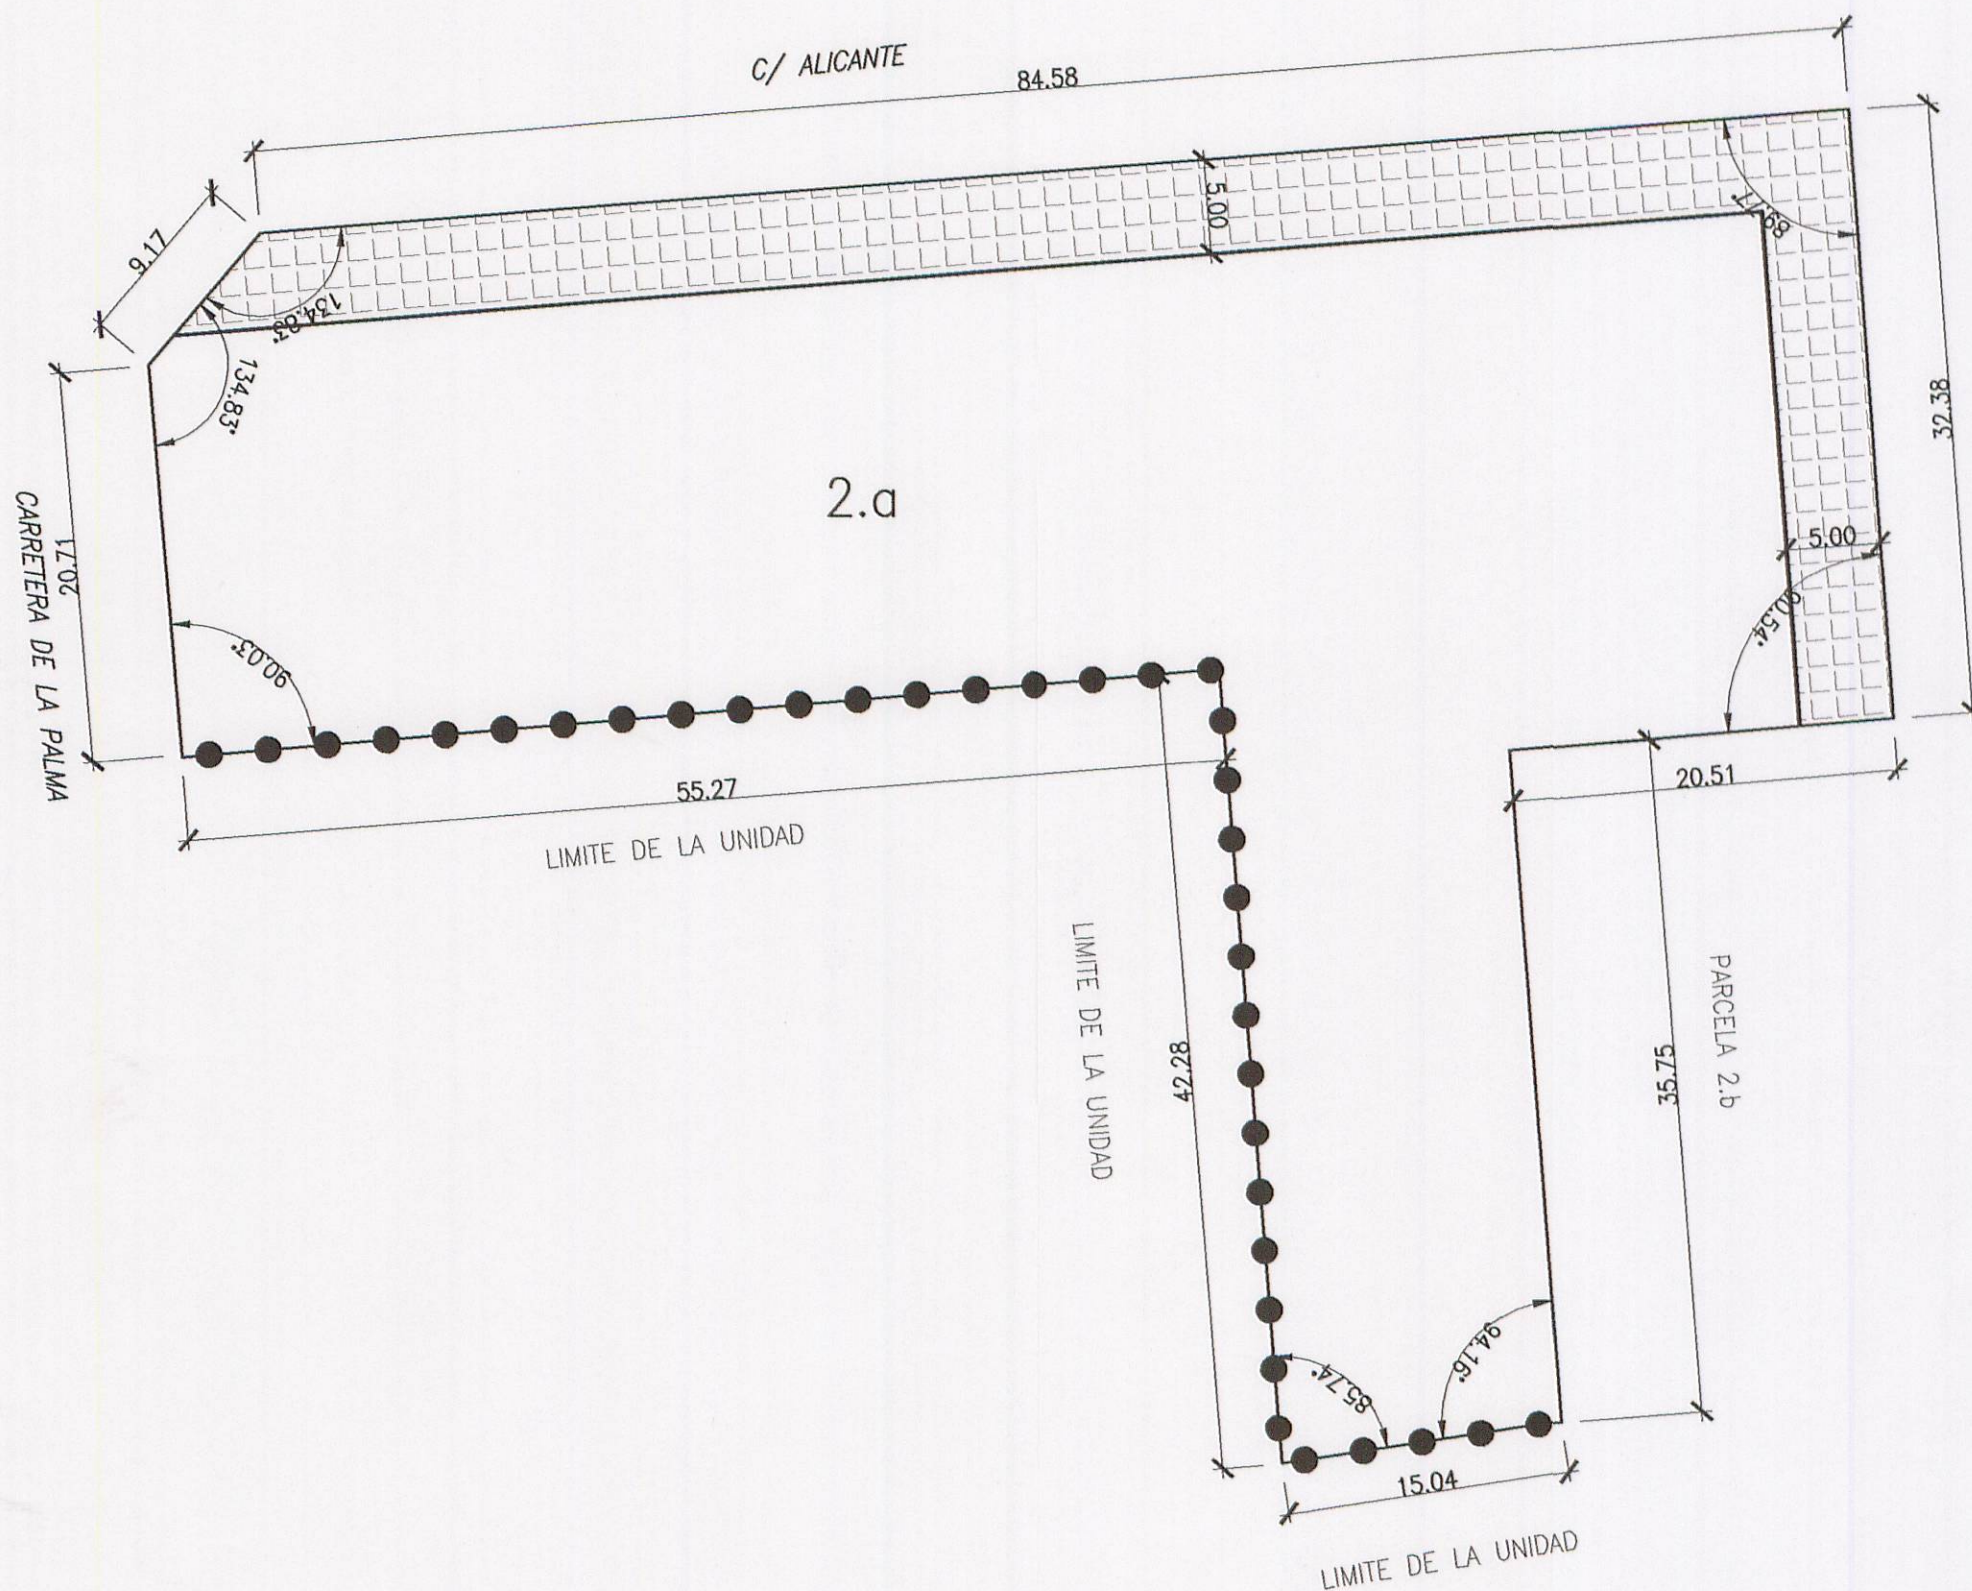 C/ ALICANTE
84.58
9.17
5.00
89.77°
134.83°
134.83°
32.38
2.a
CARRETERA DE LA PALMA
20.71
5.00
90.54°
90.03°
55.27
LIMITE DE LA UNIDAD
20.51
LIMITE DE LA UNIDAD
42.28
35.75
PARCELA 2.b
94.16°
85.74°
15.04
LIMITE DE LA UNIDAD